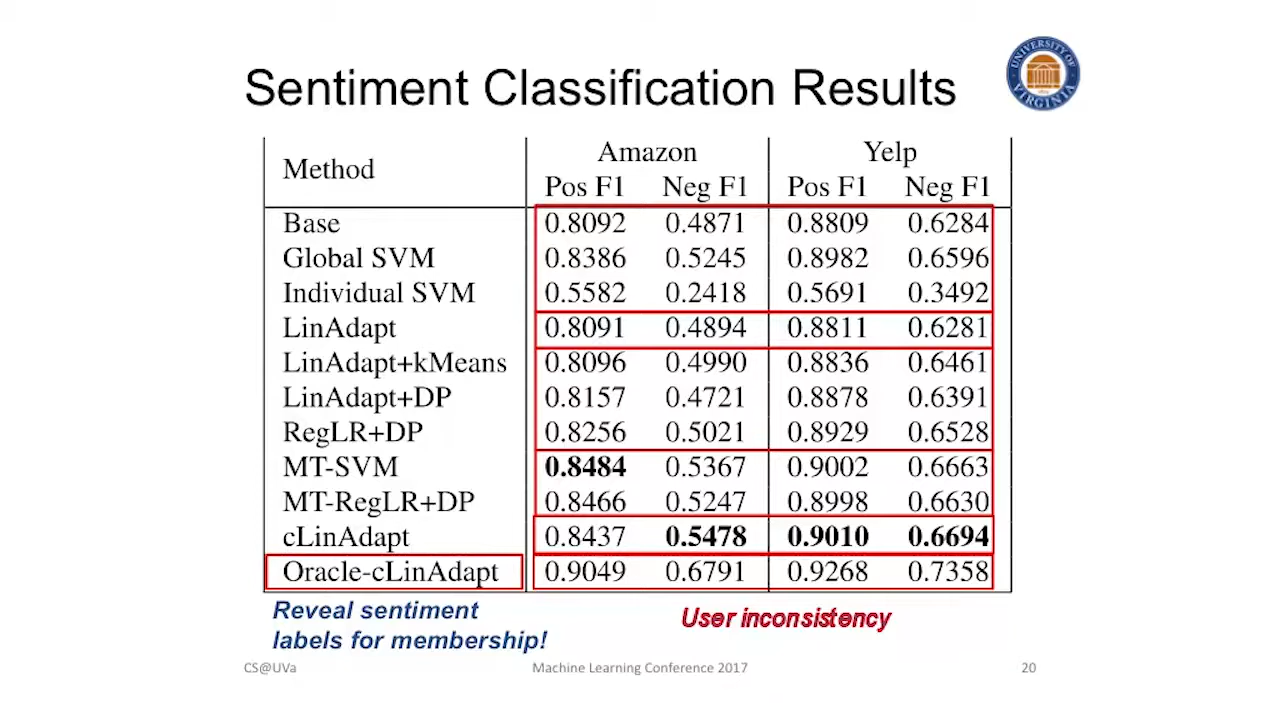 Sentiment Classification Results
UNIVERSITY OF VIRGINIA
Method Amazon Yelp
Pos F1 Neg F1 Pos F1 Neg F1
Base 0.8092 0.4871 0.8809 0.6284
Global SVM 0.8386 0.5245 0.8982 0.6596
Individual SVM 0.5582 0.2418 0.5691 0.3492
LinAdapt 0.8091 0.4894 0.8811 0.6281
LinAdapt+kMeans 0.8096 0.4990 0.8836 0.6461
LinAdapt+DP 0.8157 0.4721 0.8878 0.6391
RegLR+DP 0.8256 0.5021 0.8929 0.6528
MT-SVM 0.8484 0.5367 0.9002 0.6663
MT-RegLR+DP 0.8466 0.5247 0.8998 0.6630
cLinAdapt 0.8437 0.5478 0.9010 0.6694
Oracle-cLinAdapt 0.9049 0.6791 0.9268 0.7358
Reveal sentiment
labels for membership!
User inconsistency
CS@UVa Machine Learning Conference 2017 20